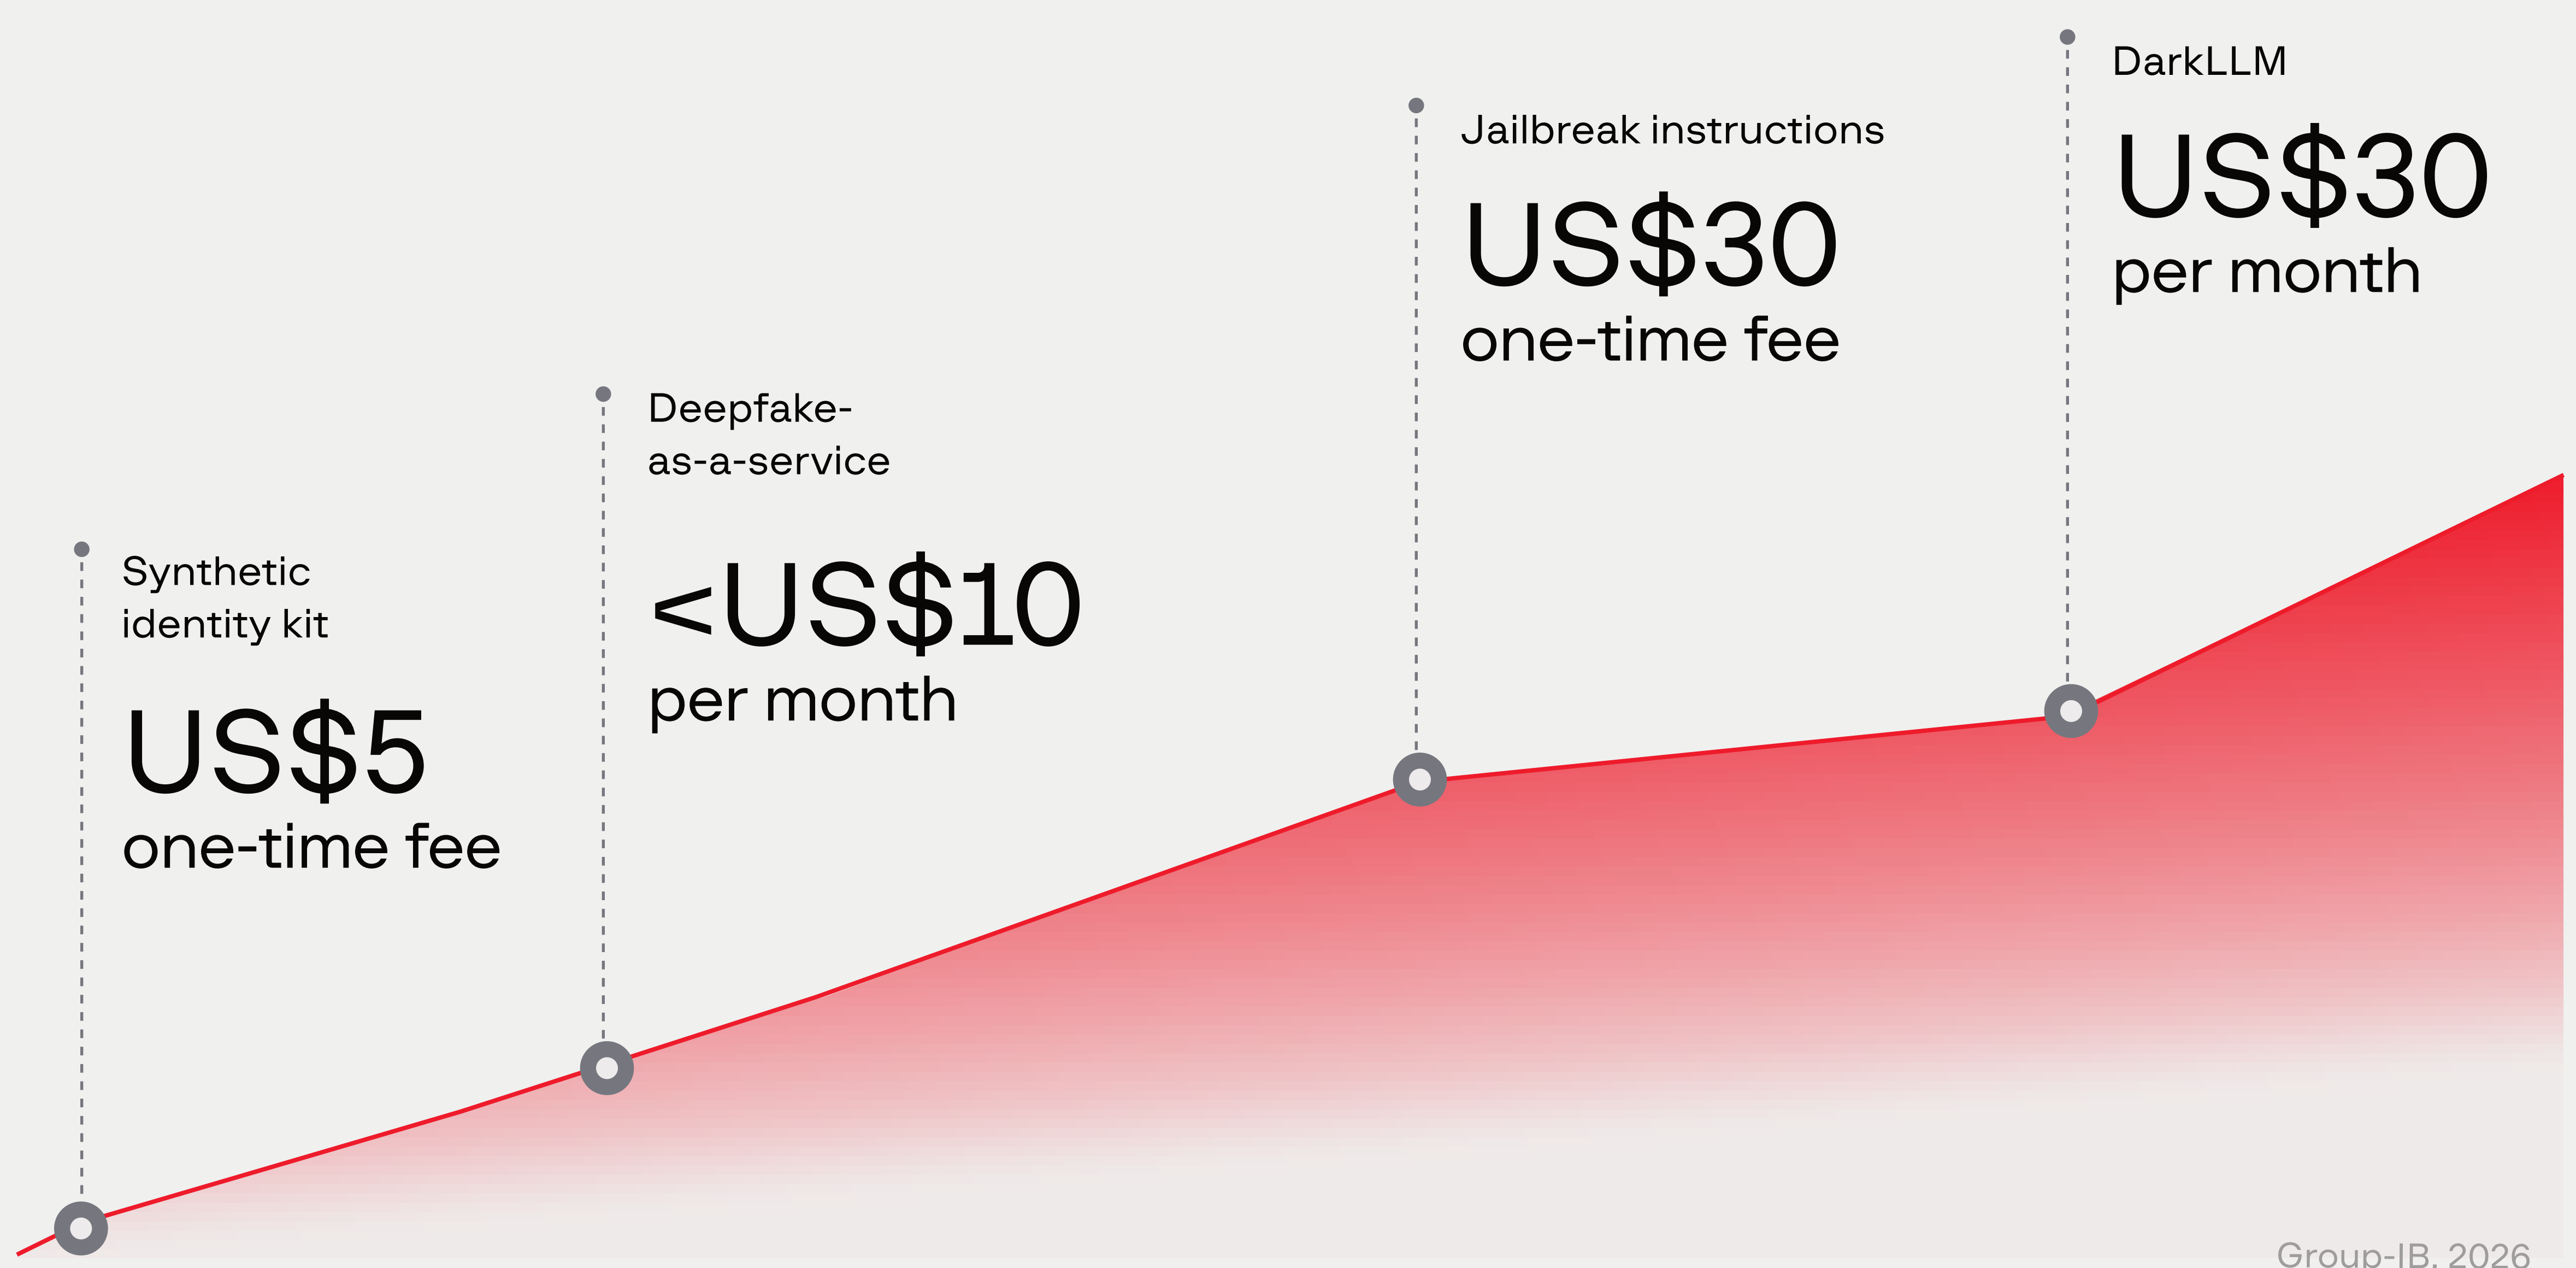 Synthetic
identity kit
US$5
one-time fee
Deepfake-
as-a-service
<US$10
per month
Jailbreak instructions
US$30
one-time fee
DarkLLM
US$30
per month
Group-IB. 2026